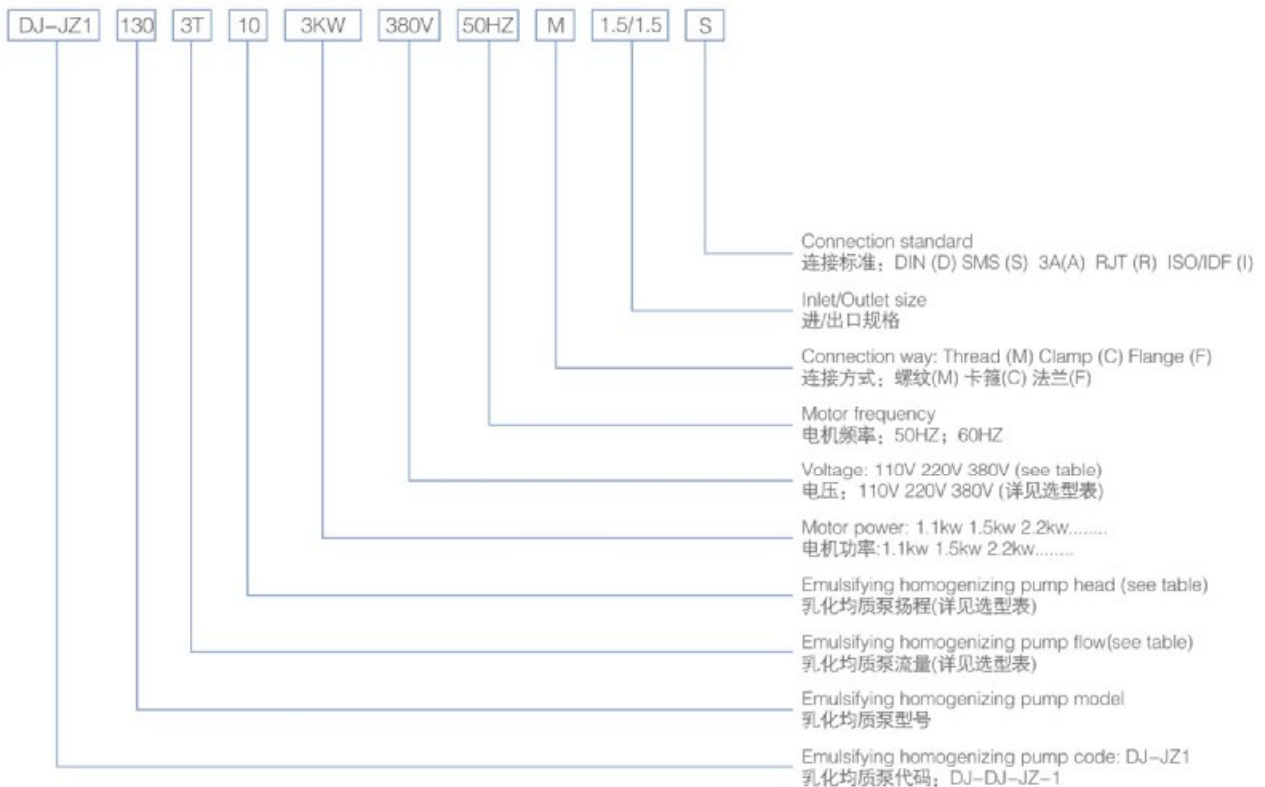 DJ-JZ1 130 3T 10 3KW 380V 50HZ M 1.5/1.5 S
Connection standard
连接标准：DIN (D) SMS (S) 3A(A) RJT (R) ISO/IDF (I)
Inlet/Outlet size
进/出口规格
Connection way: Thread (M) Clamp (C) Flange (F)
连接方式：螺纹(M) 卡箍(C) 法兰(F)
Motor frequency
电机频率：50HZ；60HZ
Voltage: 110V 220V 380V (see table)
电压：110V 220V 380V (详见选型表)
Motor power: 1.1kw 1.5kw 2.2kw........
电机功率:1.1kw 1.5kw 2.2kw........
Emulsifying homogenizing pump head (see table)
乳化均质泵扬程(详见选型表)
Emulsifying homogenizing pump flow(see table)
乳化均质泵流量(详见选型表)
Emulsifying homogenizing pump model
乳化均质泵型号
Emulsifying homogenizing pump code: DJ-JZ1
乳化均质泵代码：DJ-DJ-JZ-1